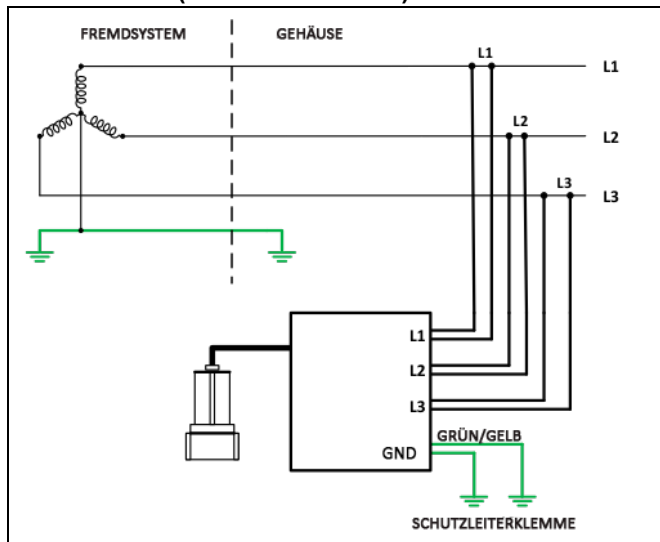 FREMDSYSTEM GEHÄUSE
L1
L1
L2
L2
L3
L3
L1
L2
L3
GRÜN/GELB
GND
SCHUTZLEITERKLEMME